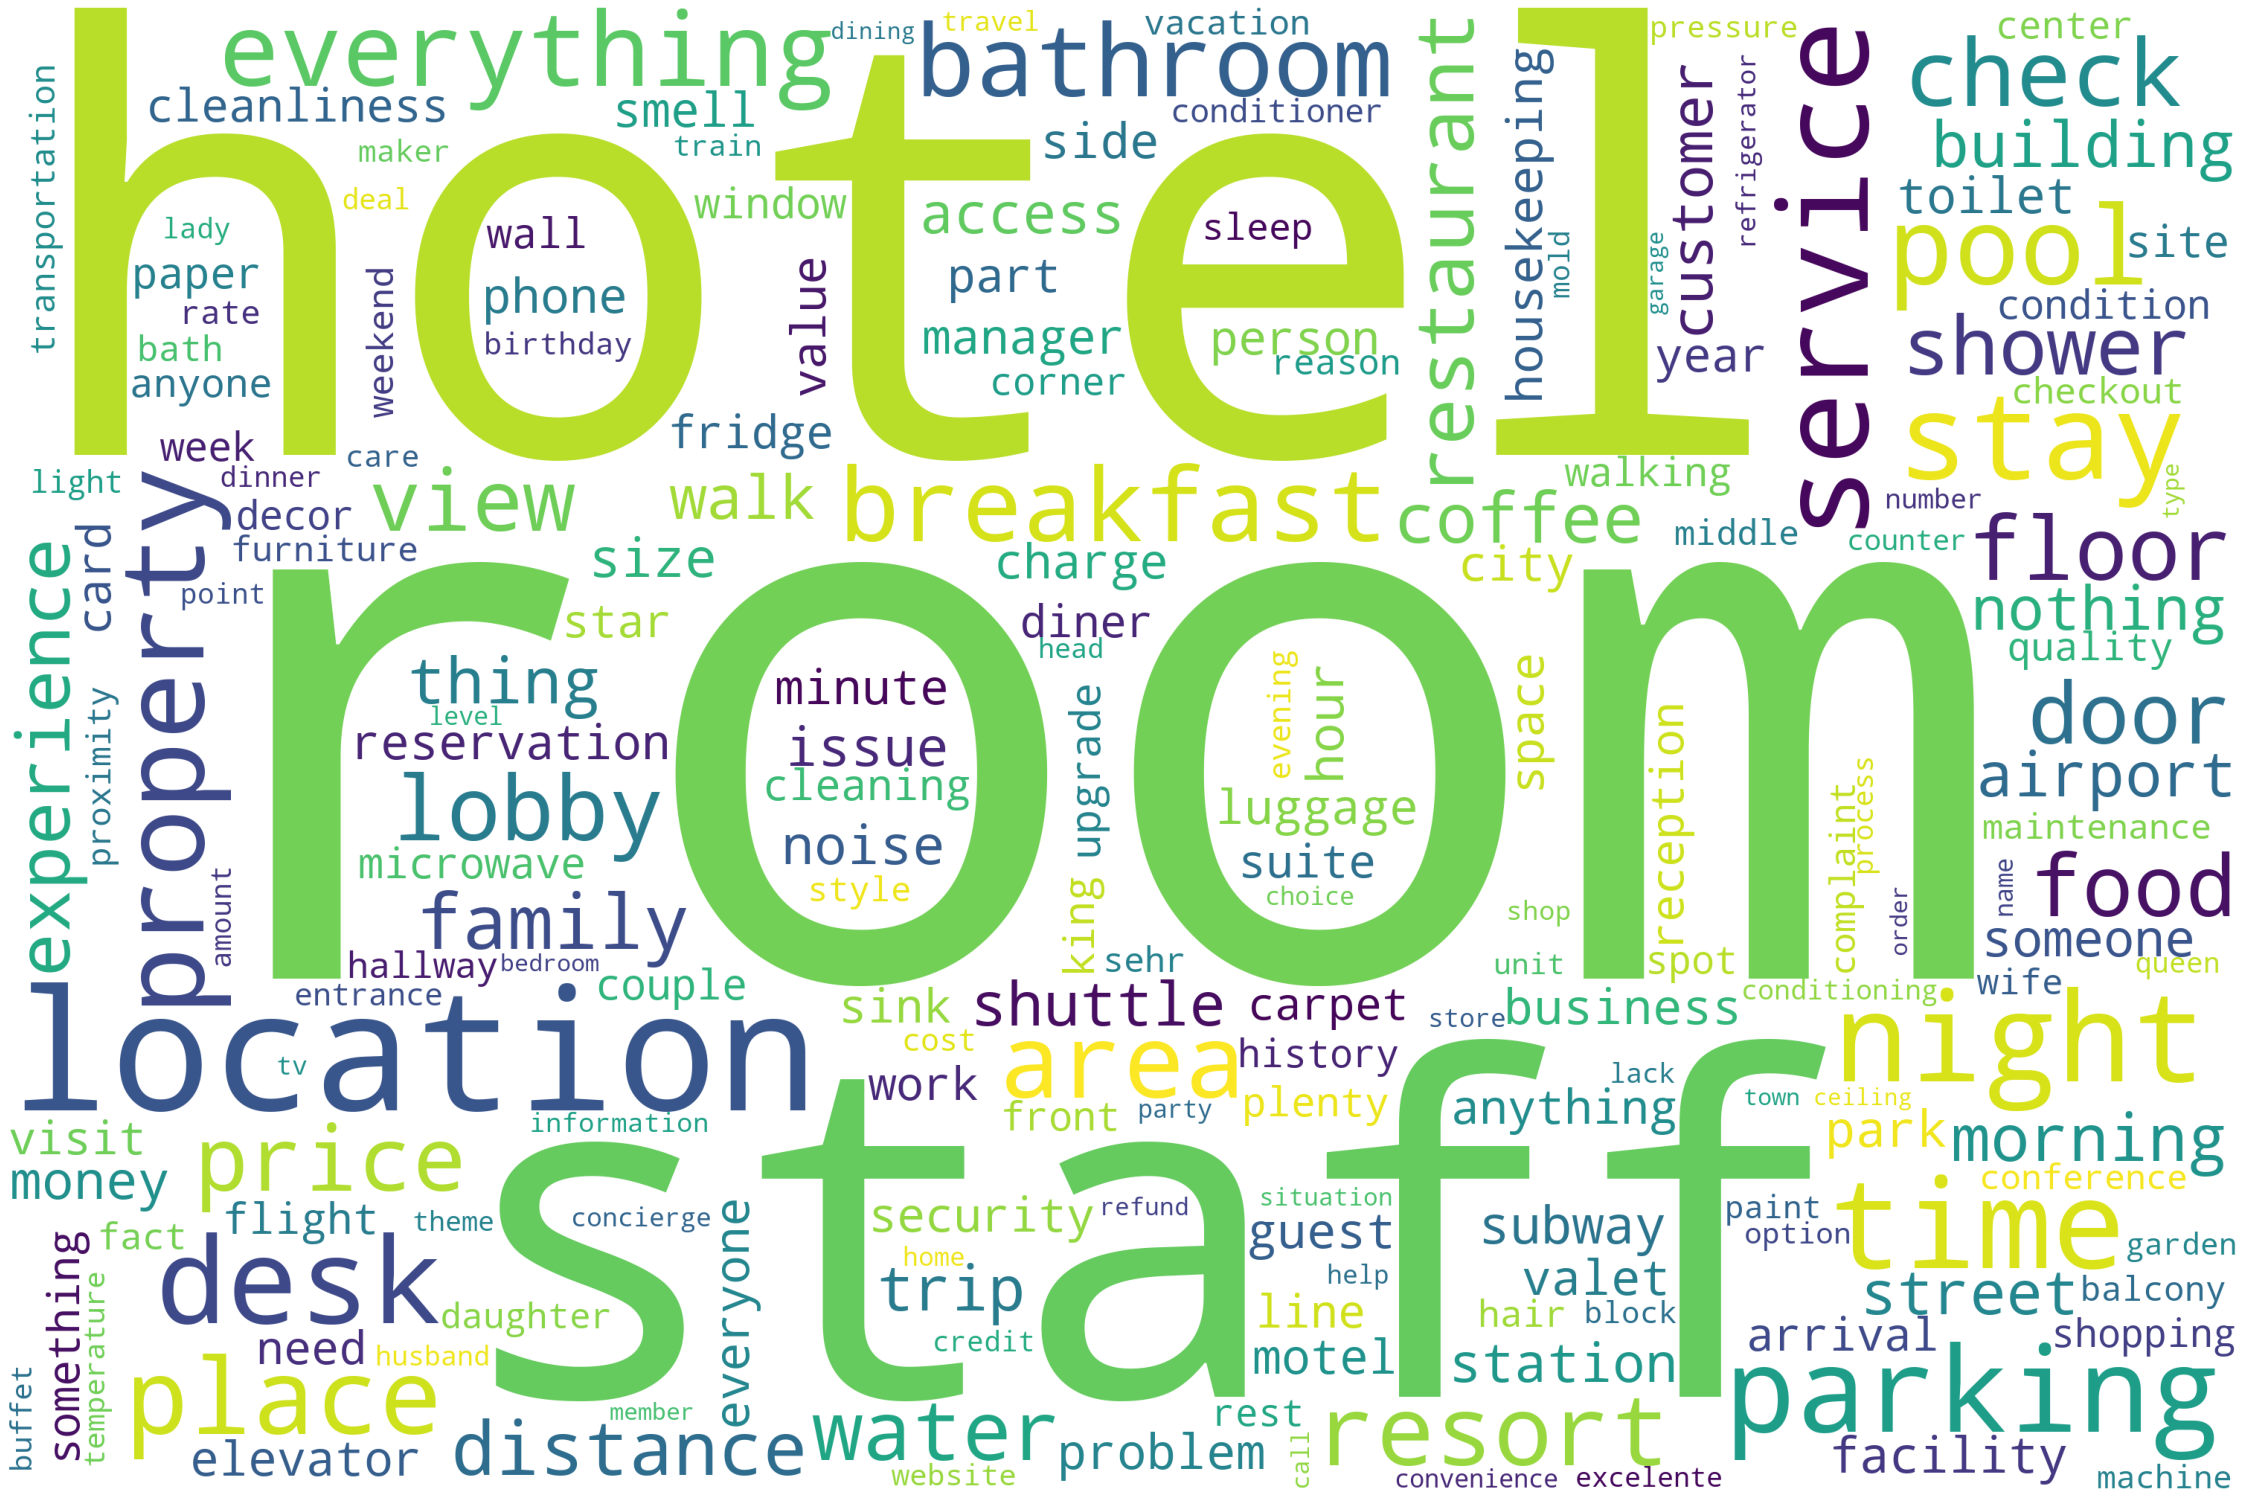 hotel
room
staff
location
service
property
breakfast
bathroom
everything
restaurant
parking
night
time
desk
place
pool
stay
check
shower
building
toilet
site
condition
checkout
center
pressure
vacation
travel
dining
conditioner
side
smell
train
cleanliness
maker
deal
transportation
lady
paper
rate
bath
anyone
weekend
wall
phone
birthday
window
value
access
part
manager
corner
sleep
person
reason
housekeeping
mold
garage
customer
refrigerator
year
fridge
week
care
dinner
light
decor
furniture
point
card
view
walk
size
star
charge
diner
head
coffee
city
walking
middle
number
type
counter
floor
nothing
quality
door
airport
maintenance
food
someone
name
wife
queen
experience
proximity
amount
thing
level
reservation
lobby
microwave
family
hallway
bedroom
entrance
couple
minute
issue
cleaning
noise
style
upgrade
king
sehr
evening
hour
luggage
suite
choice
space
reception
complaint
process
order
shop
unit
spot
conditioning
business
store
sink
shuttle
carpet
cost
area
history
work
front
party
plenty
lack
anything
town
ceiling
park
morning
conference
tv
information
visit
money
price
flight
theme
concierge
fact
something
temperature
buffet
need
daughter
husband
elevator
everyone
member
distance
security
refund
home
trip
credit
situation
guest
help
line
motel
subway
valet
hair
block
station
paint
option
garden
street
balcony
arrival
shopping
water
website
problem
rest
call
resort
convenience
excelente
facility
machine